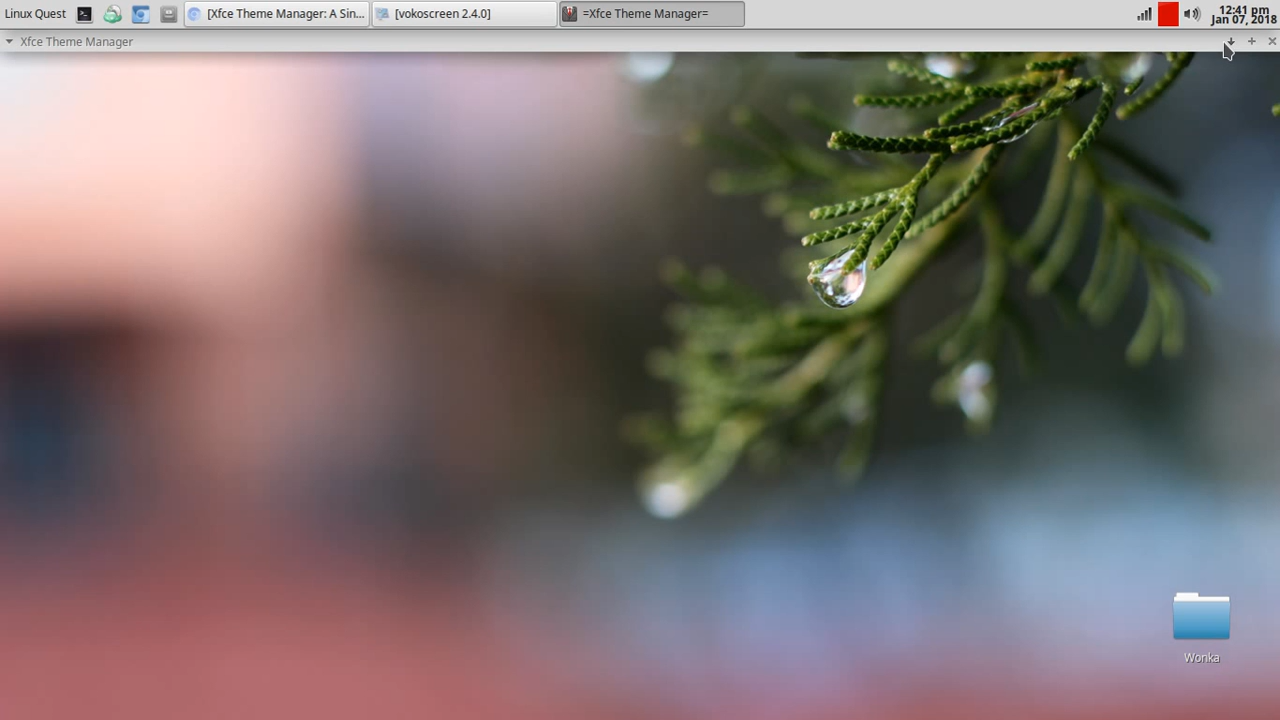 Linux Quest
[Xfce Theme Manager: A Sin...
[vokoscreen 2.4.0]
=Xfce Theme Manager=
12:41 pm
Jan 07, 2018
Xfce Theme Manager
Wonka